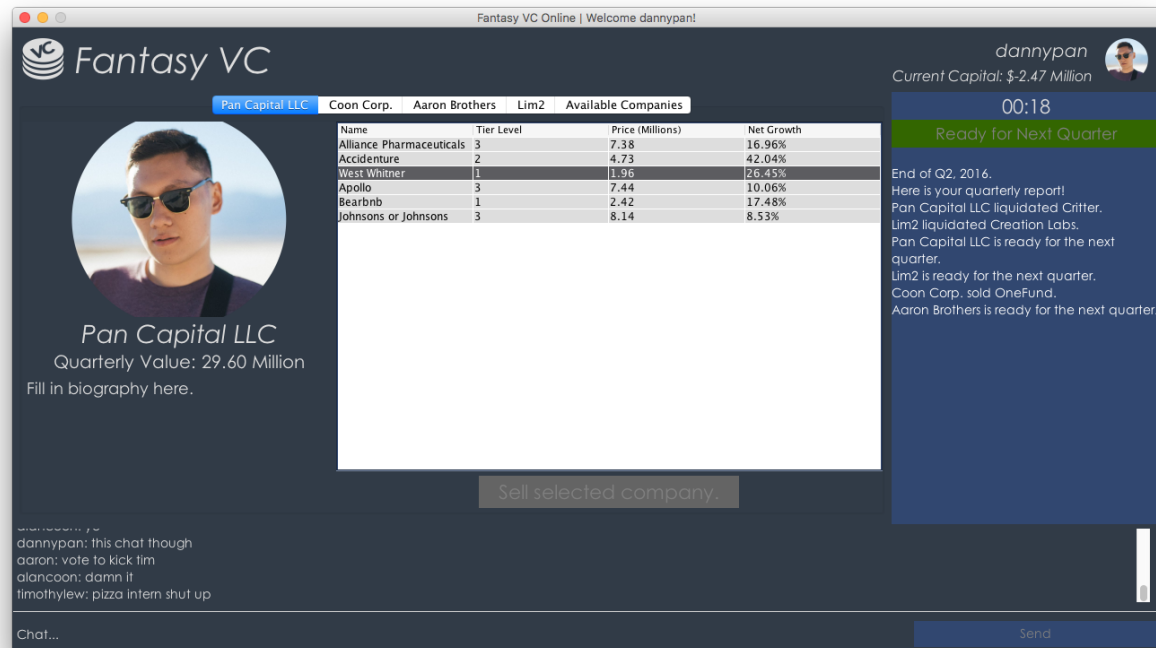 Fantasy VC Online | Welcome dannypan!
VC
Fantasy VC
dannypan
Current Capital: $-2.47 Million
Pan Capital LLC Coon Corp. Aaron Brothers Lim2 Available Companies
00:18
Ready for Next Quarter
Name Tier Level Price (Millions) Net Growth
Alliance Pharmaceuticals 3 7.38 16.96%
Accidenture 2 4.73 42.04%
West Whitner 1 1.96 26.45%
Apollo 3 7.44 10.06%
Bearbnb 1 2.42 17.48%
Johnsons or Johnsons 3 8.14 8.53%
Pan Capital LLC
Quarterly Value: 29.60 Million
Fill in biography here.
Sell selected company.
End of Q2, 2016.
Here is your quarterly report!
Pan Capital LLC liquidated Critter.
Lim2 liquidated Creation Labs.
Pan Capital LLC is ready for the next
quarter.
Lim2 is ready for the next quarter.
Coon Corp. sold OneFund.
Aaron Brothers is ready for the next quarter.
alancoon: yo
dannypan: this chat though
aaron: vote to kick tim
alancoon: damn it
timothylew: pizza intern shut up
Chat...
Send